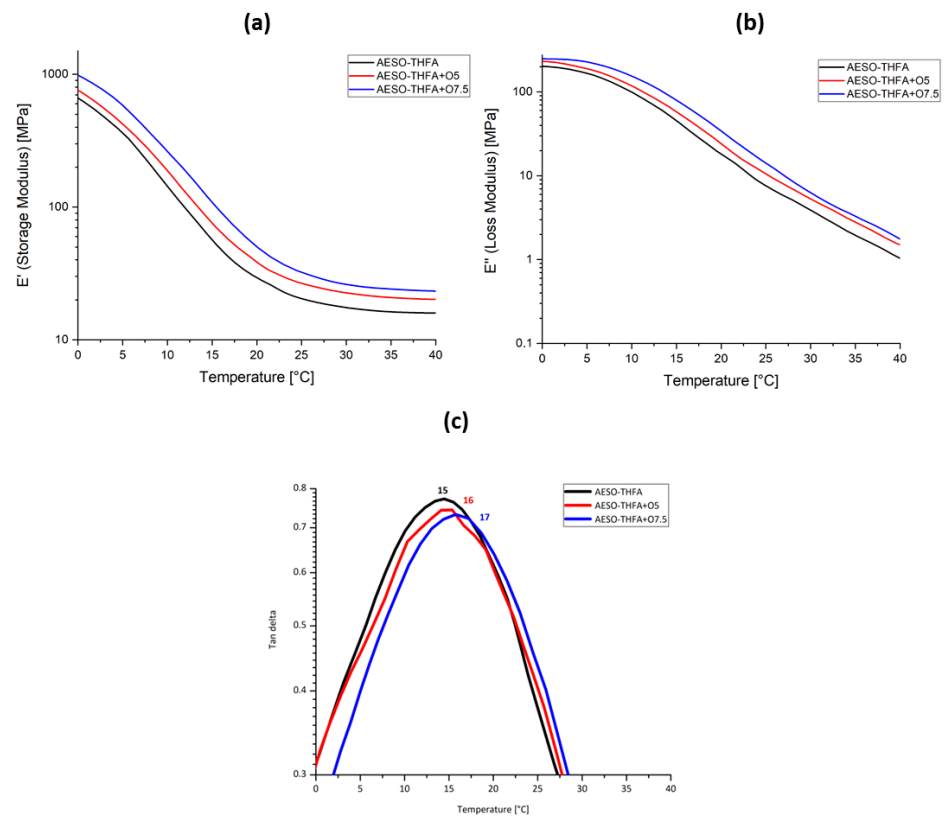 (a)
AESO-THFA
AESO-THFA+O5
AESO-THFA+O7.5
1000
100
10
E' (Storage Modulus) [MPa]
0 5 10 15 20 25 30 35 40
Temperature [°C]
(b)
AESO-THFA
AESO-THFA+O5
AESO-THFA+O7.5
100
10
1
0.1
E'' (Loss Modulus) [MPa]
0 5 10 15 20 25 30 35 40
Temperature [°C]
(c)
AESO-THFA
AESO-THFA+O5
AESO-THFA+O7.5
15
16
17
0.8
0.7
0.6
0.5
0.4
0.3
Tan delta
0 5 10 15 20 25 30 35 40
Temperature [°C]